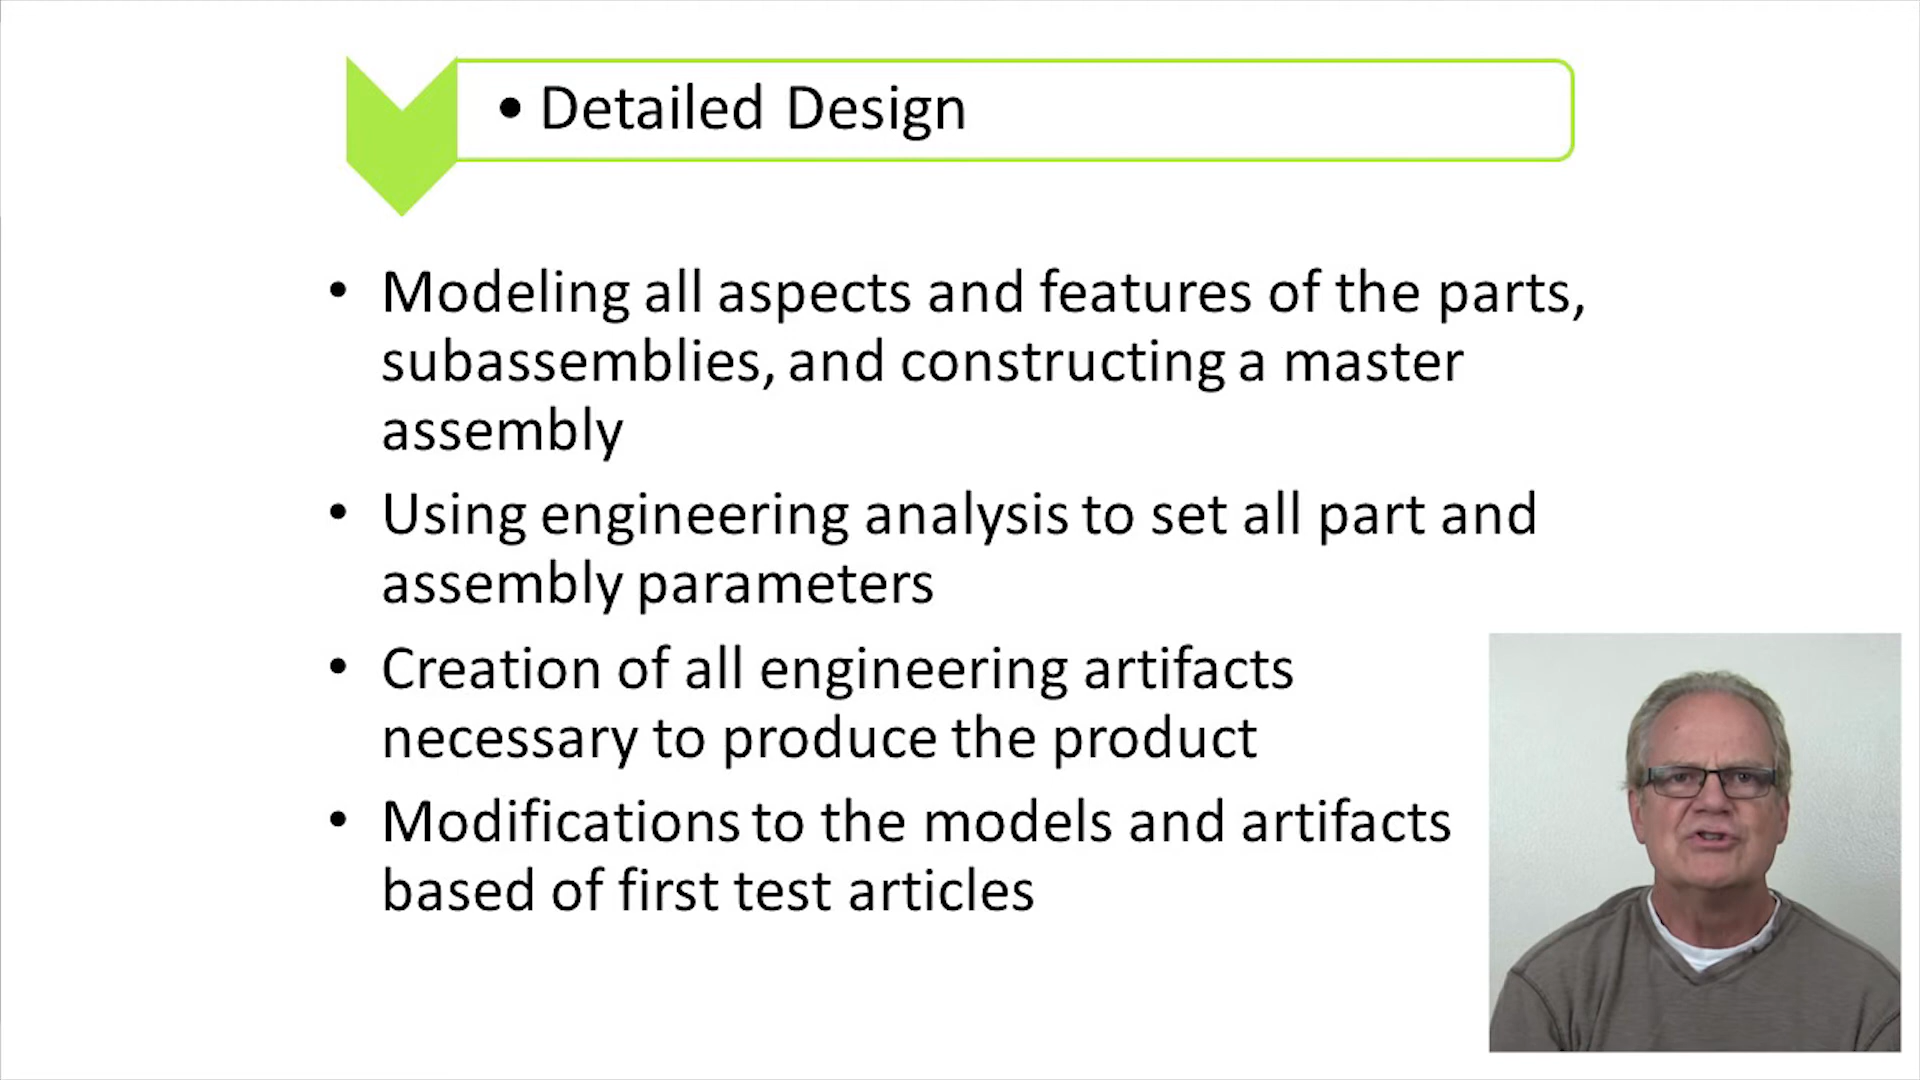 • Detailed Design
• Modeling all aspects and features of the parts,
subassemblies, and constructing a master
assembly
• Using engineering analysis to set all part and
assembly parameters
• Creation of all engineering artifacts
necessary to produce the product
• Modifications to the models and artifacts
based of first test articles